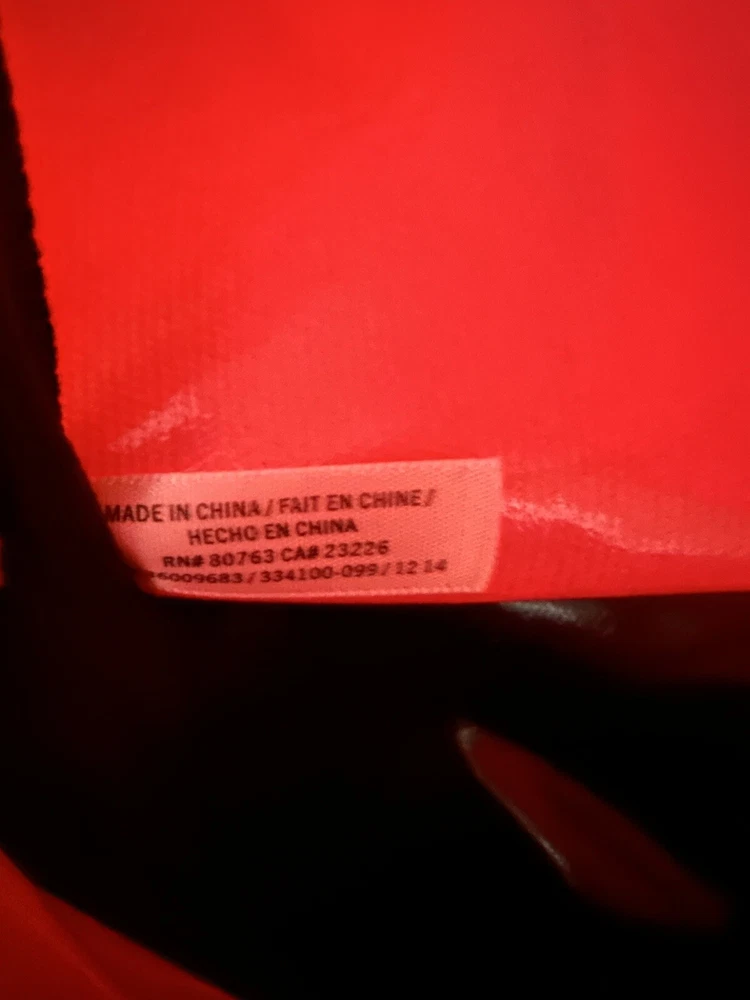 MADE IN CHINA / FAIT EN CHINE /
HECHO EN CHINA
RN# 80763 CA# 23226
334100-099 / 12 14